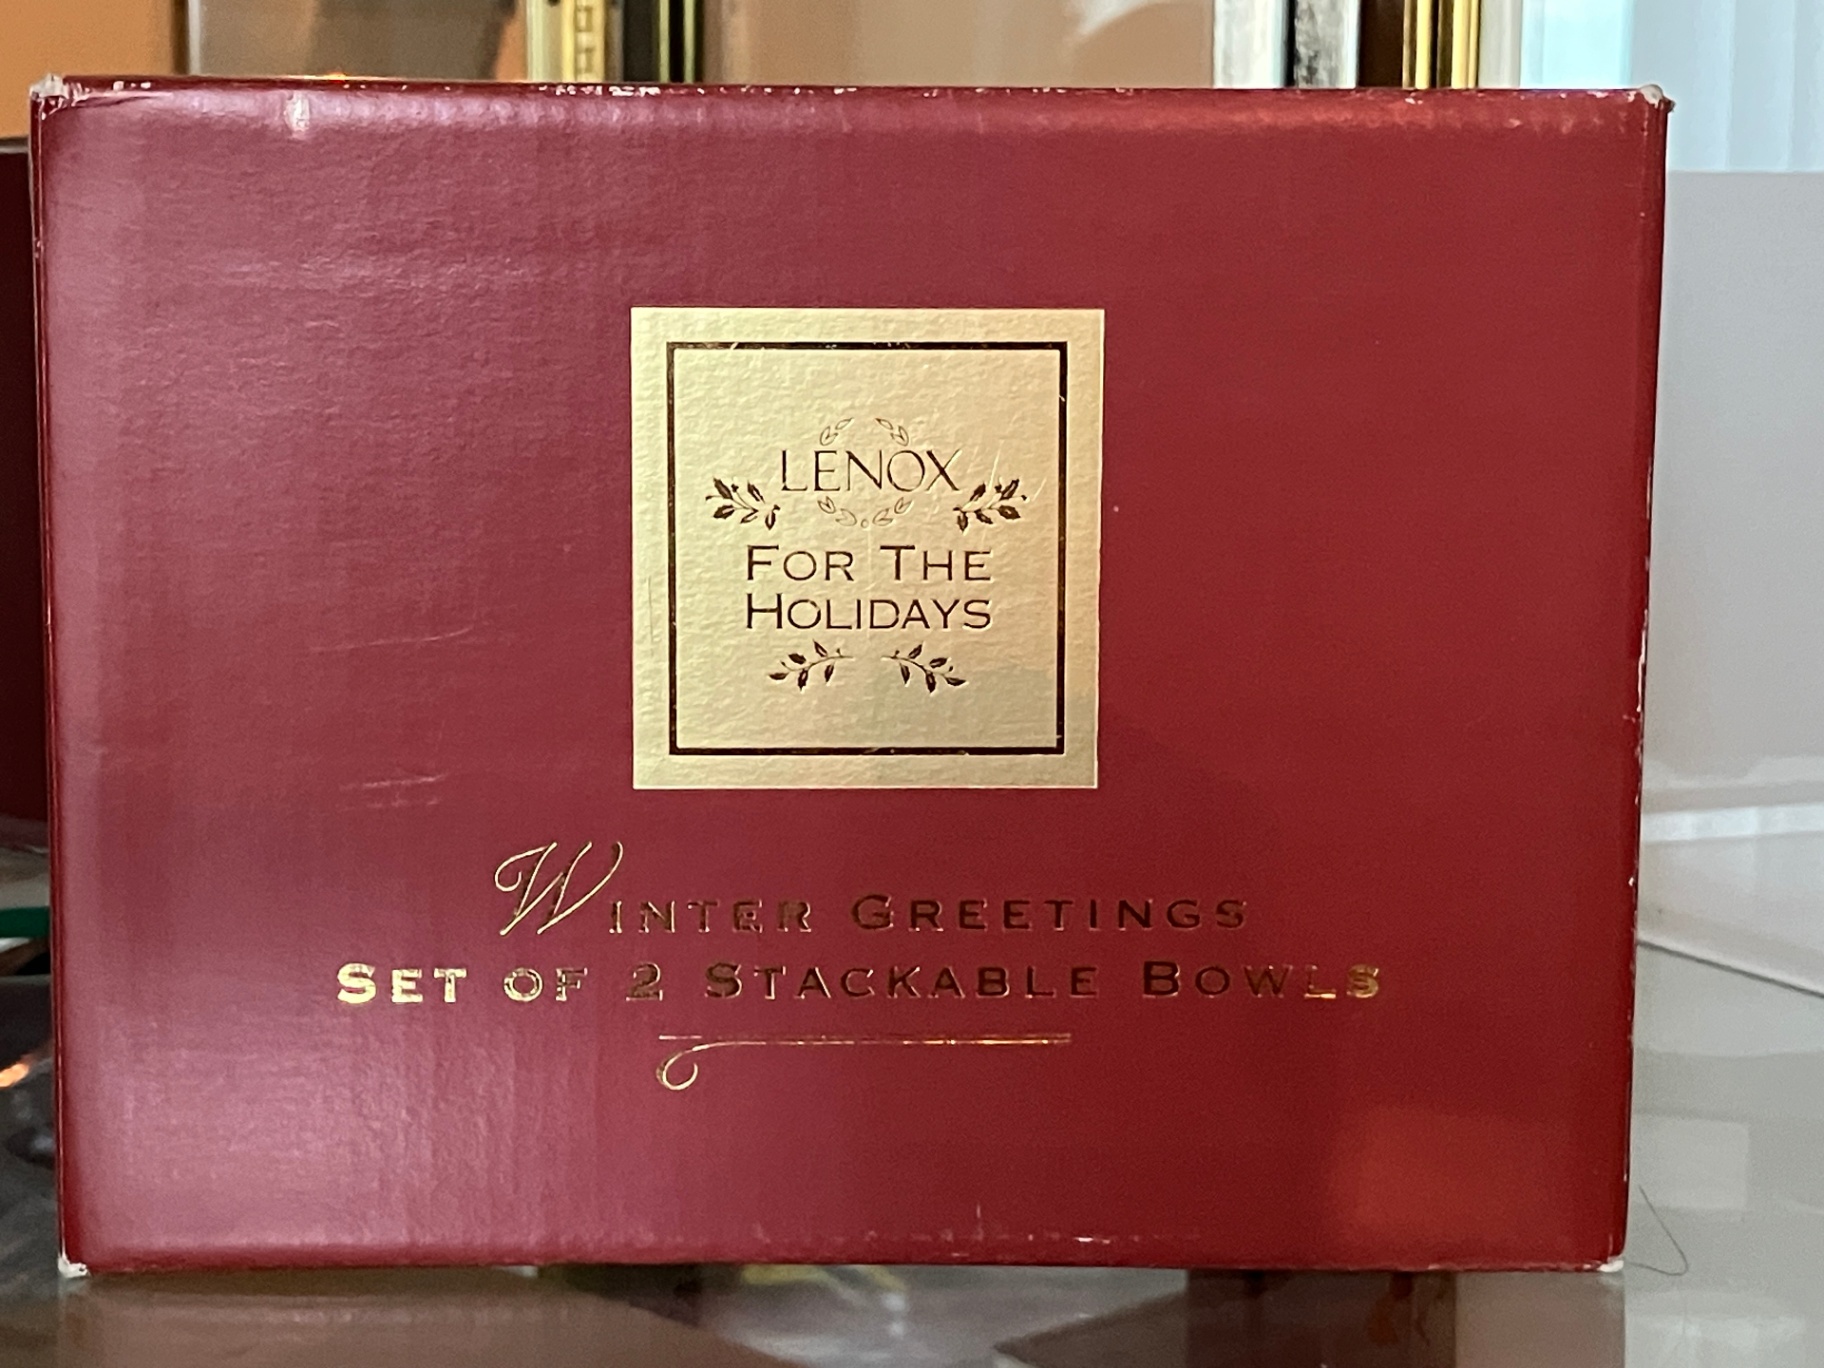 LENOX
FOR THE
HOLIDAYS
WINTER GREETINGS
SET OF 2 STACKABLE BOWLS